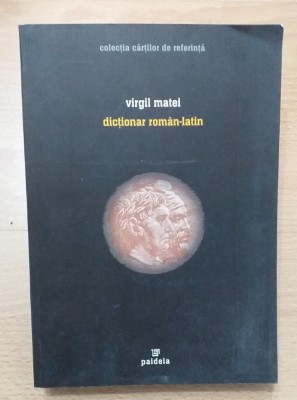 colecția cărților de referință
virgil matei
dicționar român-latin
paideia